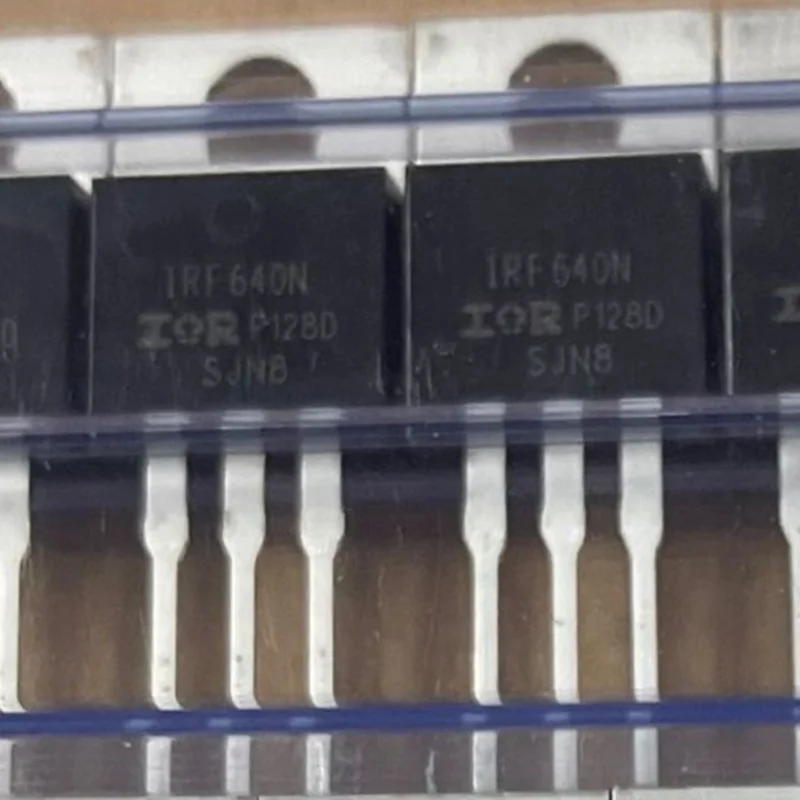 IRF640N
IOR P128D
SJN8
IRF640N
IOR P128D
SJN8